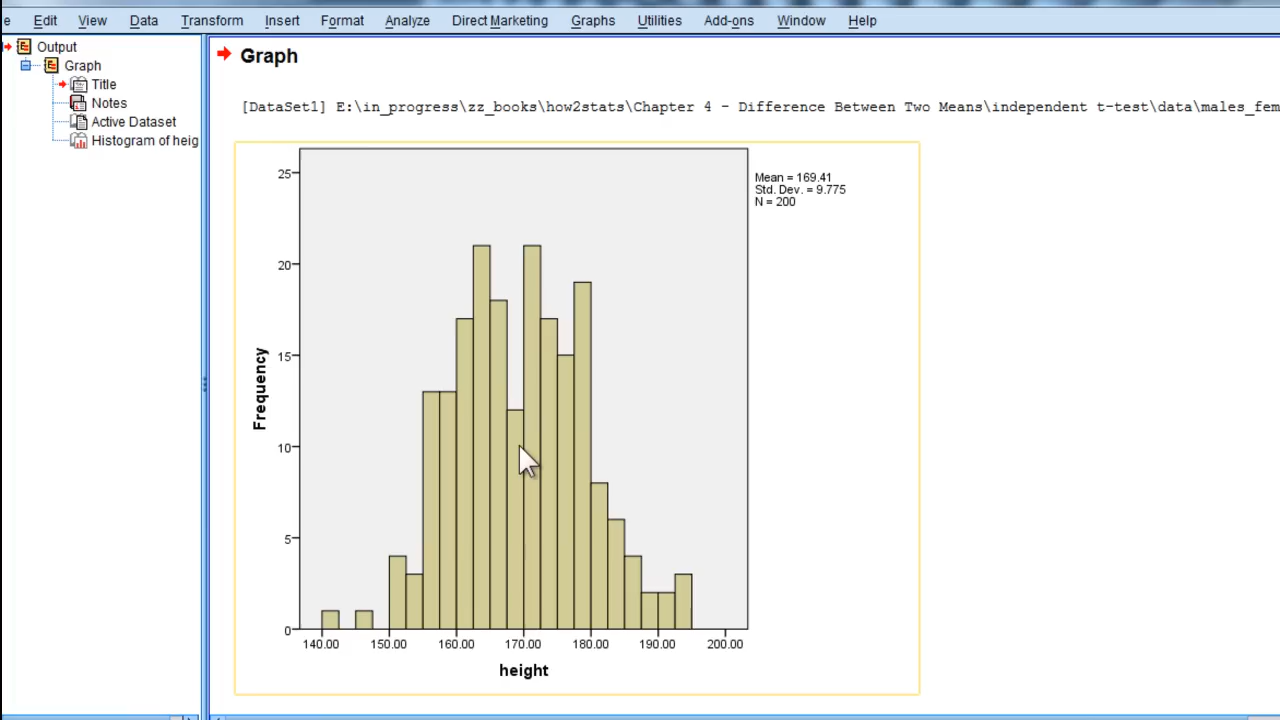 e Edit View Data Transform Insert Format Analyze Direct Marketing Graphs Utilities Add-ons Window Help
Output
Graph
Title
Notes
Active Dataset
Histogram of heig
Graph
[DataSet1] E:\in_progress\zz_books\how2stats\Chapter 4 - Difference Between Two Means\independent t-test\data\males_fem
Mean = 169.41
Std. Dev. = 9.775
N = 200
25
20
15
10
5
0
Frequency
140.00 150.00 160.00 170.00 180.00 190.00 200.00
height